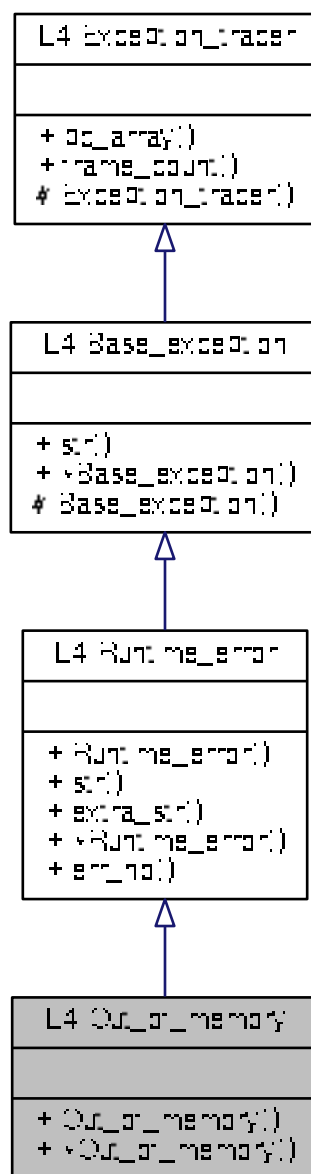 L4 Exception_tracer
+ pc_array()
+ frame_count()
# Exception_tracer()
L4 Base_exception
+ str()
+ ~Base_exception()
# Base_exception()
L4 Runtime_error
+ Runtime_error()
+ str()
+ extra_str()
+ ~Runtime_error()
+ err_no()
L4 Out_of_memory
+ Out_of_memory()
+ ~Out_of_memory()